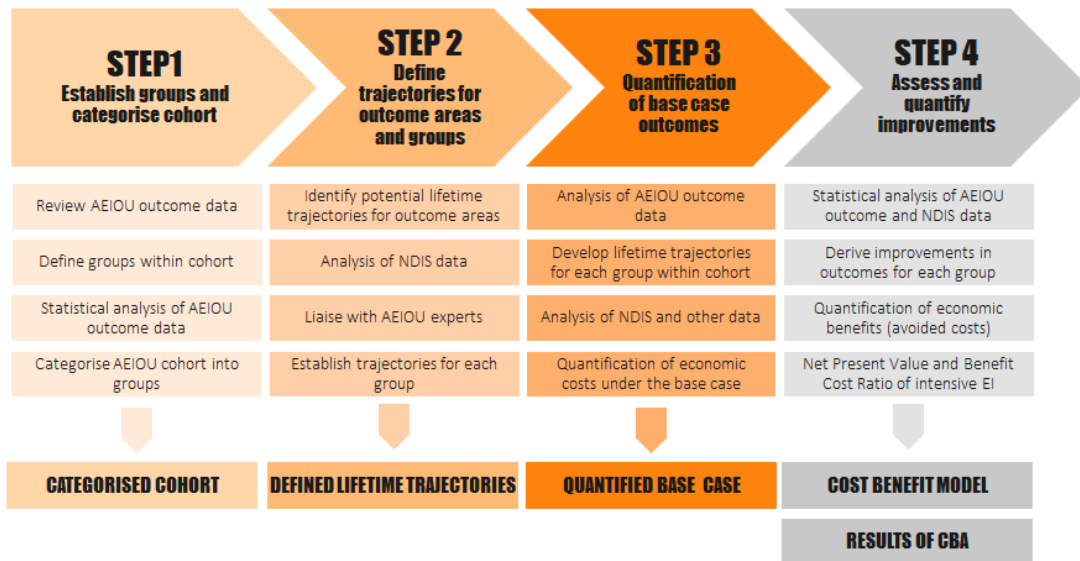 STEP1
Establish groups and
categorise cohort
STEP 2
Define
trajectories for
outcome areas
and groups
STEP 3
Quantification
of base case
outcomes
STEP 4
Assess and
quantify
improvements
Review AEIOU outcome data
Define groups within cohort
Statistical analysis of AEIOU
outcome data
Categorise AEIOU cohort into
groups
Identify potential lifetime
trajectories for outcome areas
Analysis of NDIS data
Liaise with AEIOU experts
Establish trajectories for each
group
Analysis of AEIOU outcome
data
Develop lifetime trajectories
for each group within cohort
Analysis of NDIS and other data
Quantification of economic
costs under the base case
Statistical analysis of AEIOU
outcome and NDIS data
Derive improvements in
outcomes for each group
Quantification of economic
benefits (avoided costs)
Net Present Value and Benefit
Cost Ratio of intensive EI
CATEGORISED COHORT
DEFINED LIFETIME TRAJECTORIES
QUANTIFIED BASE CASE
COST BENEFIT MODEL
RESULTS OF CBA